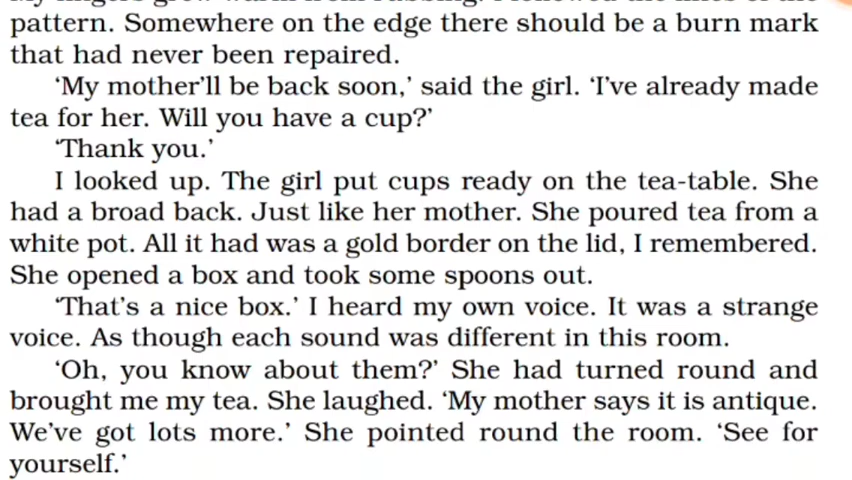 pattern. Somewhere on the edge there should be a burn mark
that had never been repaired.
‘My mother’ll be back soon,’ said the girl. ‘I’ve already made
tea for her. Will you have a cup?’
‘Thank you.’
I looked up. The girl put cups ready on the tea-table. She
had a broad back. Just like her mother. She poured tea from a
white pot. All it had was a gold border on the lid, I remembered.
She opened a box and took some spoons out.
‘That’s a nice box.’ I heard my own voice. It was a strange
voice. As though each sound was different in this room.
‘Oh, you know about them?’ She had turned round and
brought me my tea. She laughed. ‘My mother says it is antique.
We’ve got lots more.’ She pointed round the room. ‘See for
yourself.’